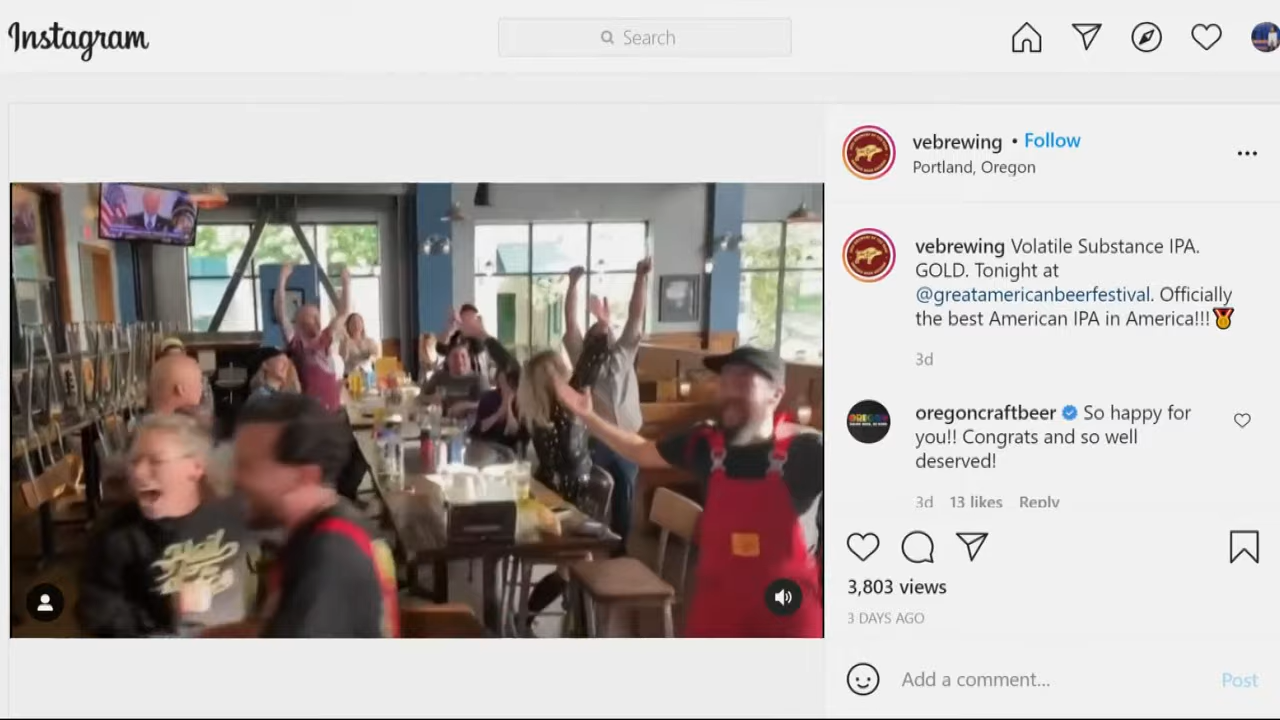 Instagram
Search
vebrewing • Follow
Portland, Oregon
vebrewing Volatile Substance IPA.
GOLD. Tonight at
@greatamericanbeerfestival. Officially
the best American IPA in America!!!🏅
3d
oregoncraftbeer So happy for
you!! Congrats and so well
deserved!
3d 13 likes Reply
3,803 views
3 DAYS AGO
Add a comment... Post